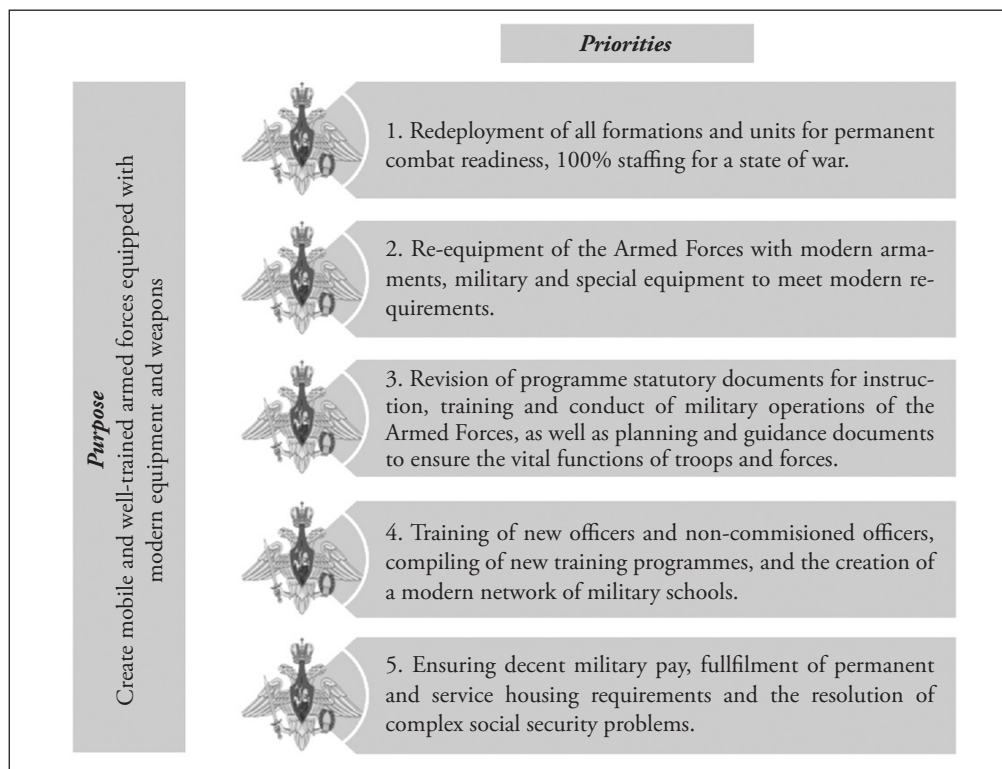 Priorities
Purpose
Create mobile and well-trained armed forces equipped with
modern equipment and weapons
1. Redeployment of all formations and units for permanent
combat readiness, 100% staffing for a state of war.
2. Re-equipment of the Armed Forces with modern arma-
ments, military and special equipment to meet modern re-
quirements.
3. Revision of programme statutory documents for instruc-
tion, training and conduct of military operations of the
Armed Forces, as well as planning and guidance documents
to ensure the vital functions of troops and forces.
4. Training of new officers and non-commisioned officers,
compiling of new training programmes, and the creation of
a modern network of military schools.
5. Ensuring decent military pay, fullfilment of permanent
and service housing requirements and the resolution of
complex social security problems.